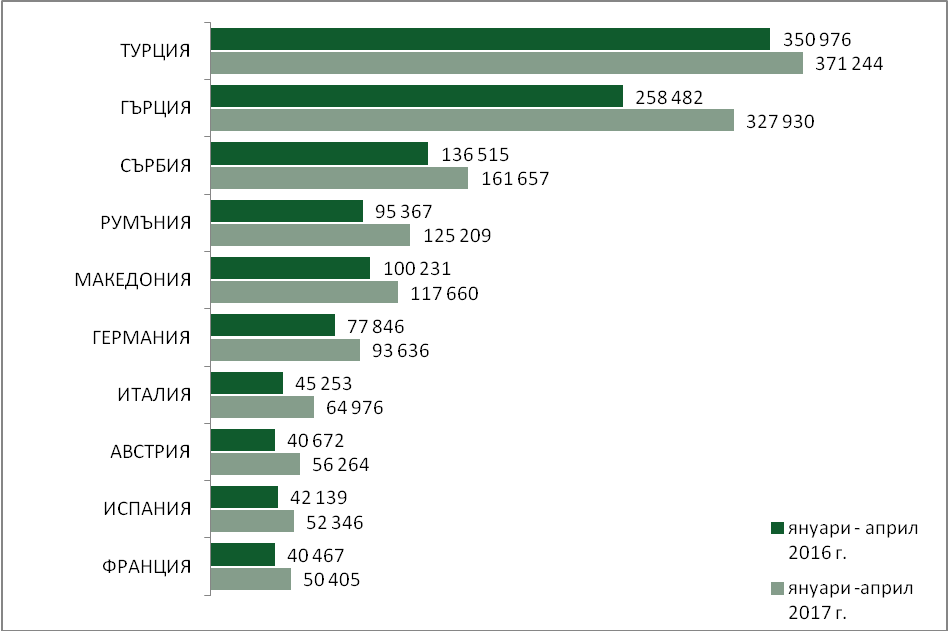 ТУРЦИЯ
350 976
371 244
ГЪРЦИЯ
258 482
327 930
СЪРБИЯ
136 515
161 657
РУМЪНИЯ
95 367
125 209
МАКЕДОНИЯ
100 231
117 660
ГЕРМАНИЯ
77 846
93 636
ИТАЛИЯ
45 253
64 976
АВСТРИЯ
40 672
56 264
ИСПАНИЯ
42 139
52 346
ФРАНЦИЯ
40 467
50 405
януари - април
2016 г.
януари -април
2017 г.